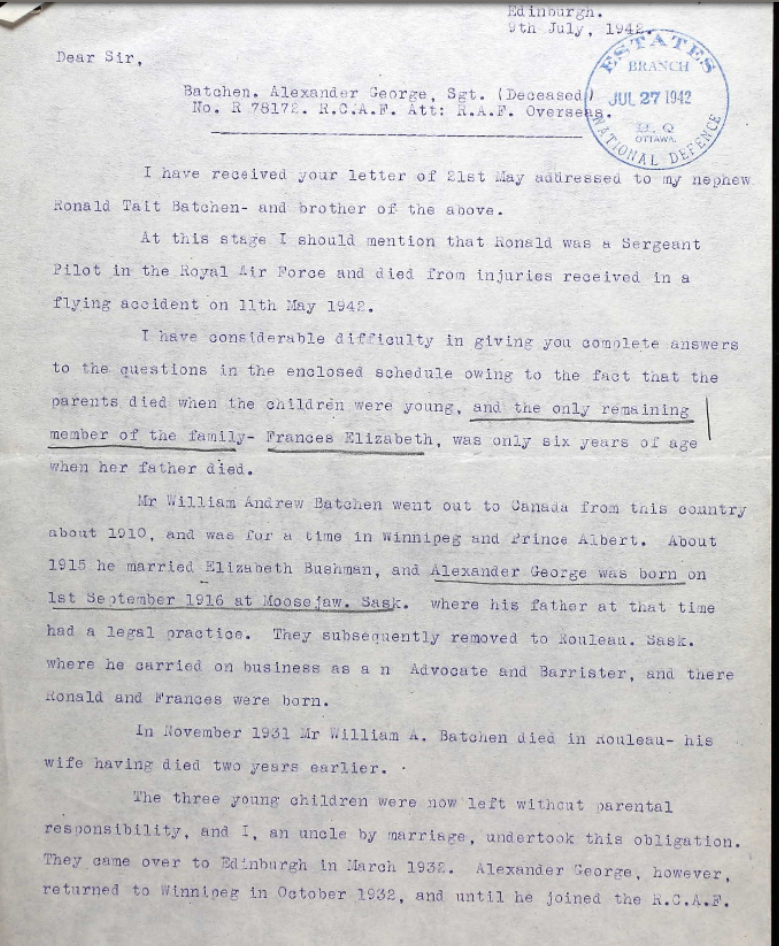 Edinburgh.
9th July, 1942.
Dear Sir,
ESTATES
BRANCH
JUL 27 1942
H. Q
OTTAWA.
NATIONAL DEFENCE
Batchen. Alexander George, Sgt. (Deceased)
No. R 78172. R.C.A.F. Att: R.A.F. Overseas.
I have received your letter of 21st May addressed to my nephew
Ronald Tait Batchen- and brother of the above.
At this stage I should mention that Ronald was a Sergeant
Pilot in the Royal Air Force and died from injuries received in a
flying accident on 11th May 1942.
I have considerable difficulty in giving you complete answers
to the questions in the enclosed schedule owing to the fact that the
parents died when the children were young, and the only remaining
member of the family- Frances Elizabeth, was only six years of age
when her father died.
Mr William Andrew Batchen went out to Canada from this country
about 1910, and was for a time in Winnipeg and Prince Albert. About
1915 he married Elizabeth Bushman, and Alexander George was born on
1st September 1916 at Moosejaw. Sask. where his father at that time
had a legal practice. They subsequently removed to Rouleau. Sask.
where he carried on business as a n Advocate and Barrister, and there
Ronald and Frances were born.
In November 1931 Mr William A. Batchen died in Rouleau- his
wife having died two years earlier.
The three young children were now left without parental
responsibility, and I, an uncle by marriage, undertook this obligation.
They came over to Edinburgh in March 1932. Alexander George, however,
returned to Winnipeg in October 1932, and until he joined the R.C.A.F.